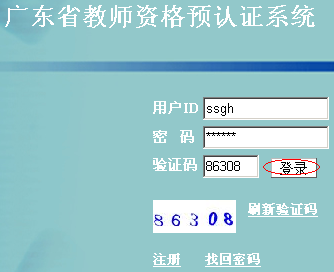 广东省教师资格预认证系统
用户ID ssgh
密 码 ******
验证码 86308 登录
86308 刷新验证码
注册 找回密码